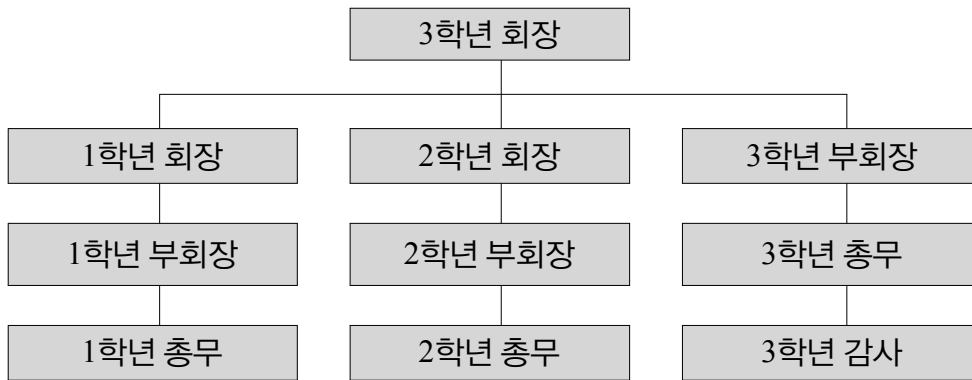 3학년 회장
1학년 회장
2학년 회장
3학년 부회장
1학년 부회장
2학년 부회장
3학년 총무
1학년 총무
2학년 총무
3학년 감사